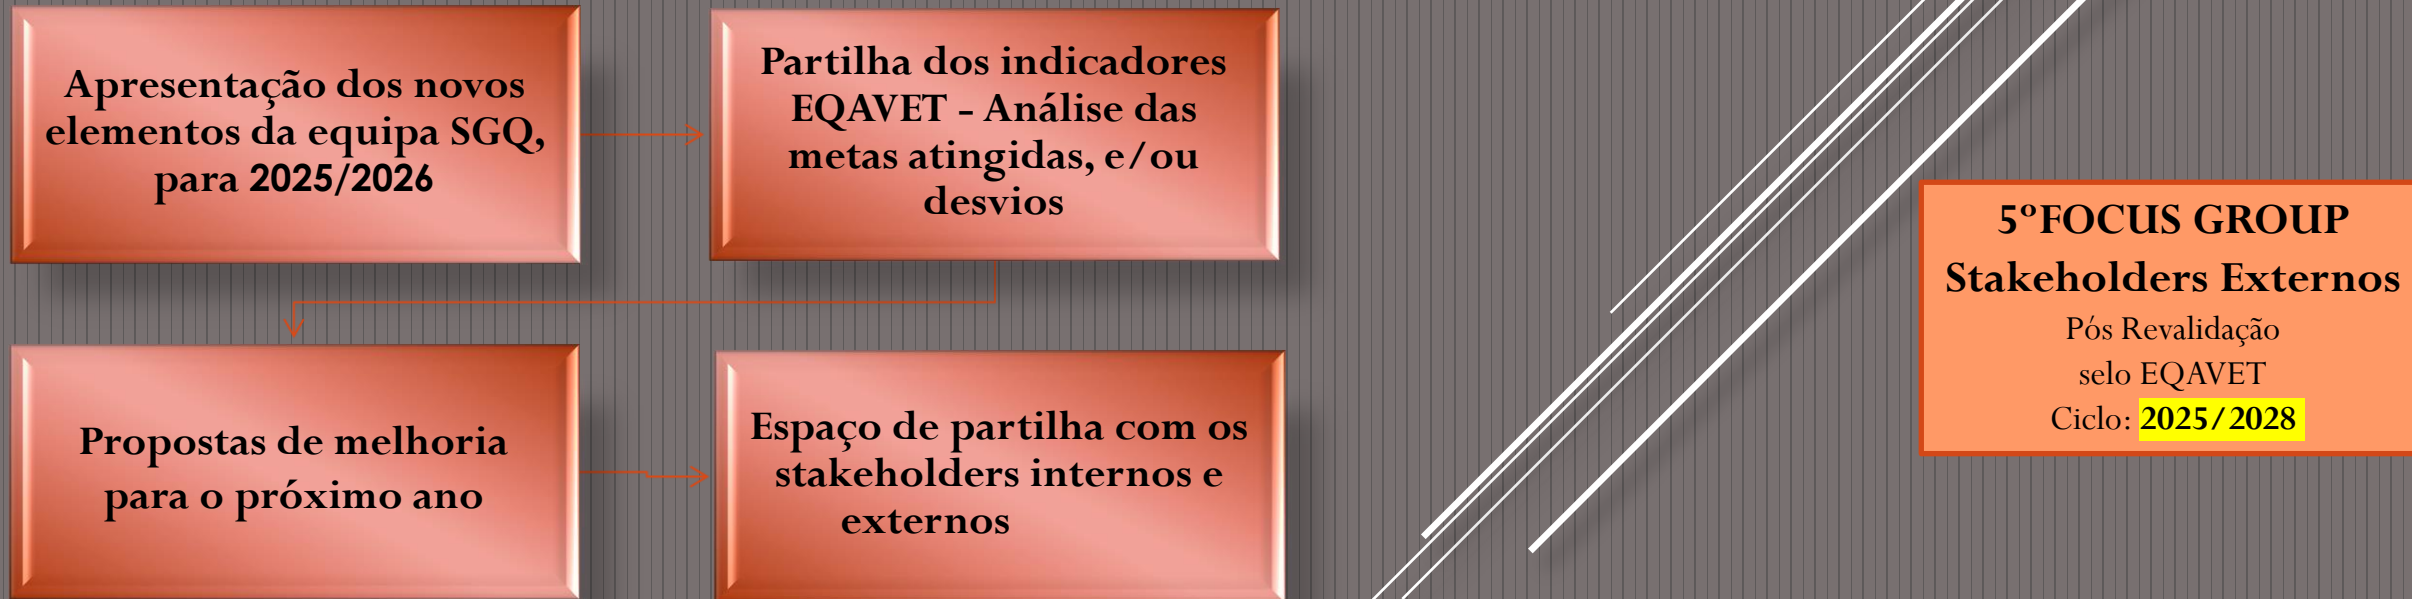 Apresentação dos novos
elementos da equipa SGQ,
para 2025/2026
Partilha dos indicadores
EQAVET - Análise das
metas atingidas, e/ou
desvios
Propostas de melhoria
para o próximo ano
Espaço de partilha com os
stakeholders internos e
externos
5ºFOCUS GROUP
Stakeholders Externos
Pós Revalidação
selo EQAVET
Ciclo: 2025/2028